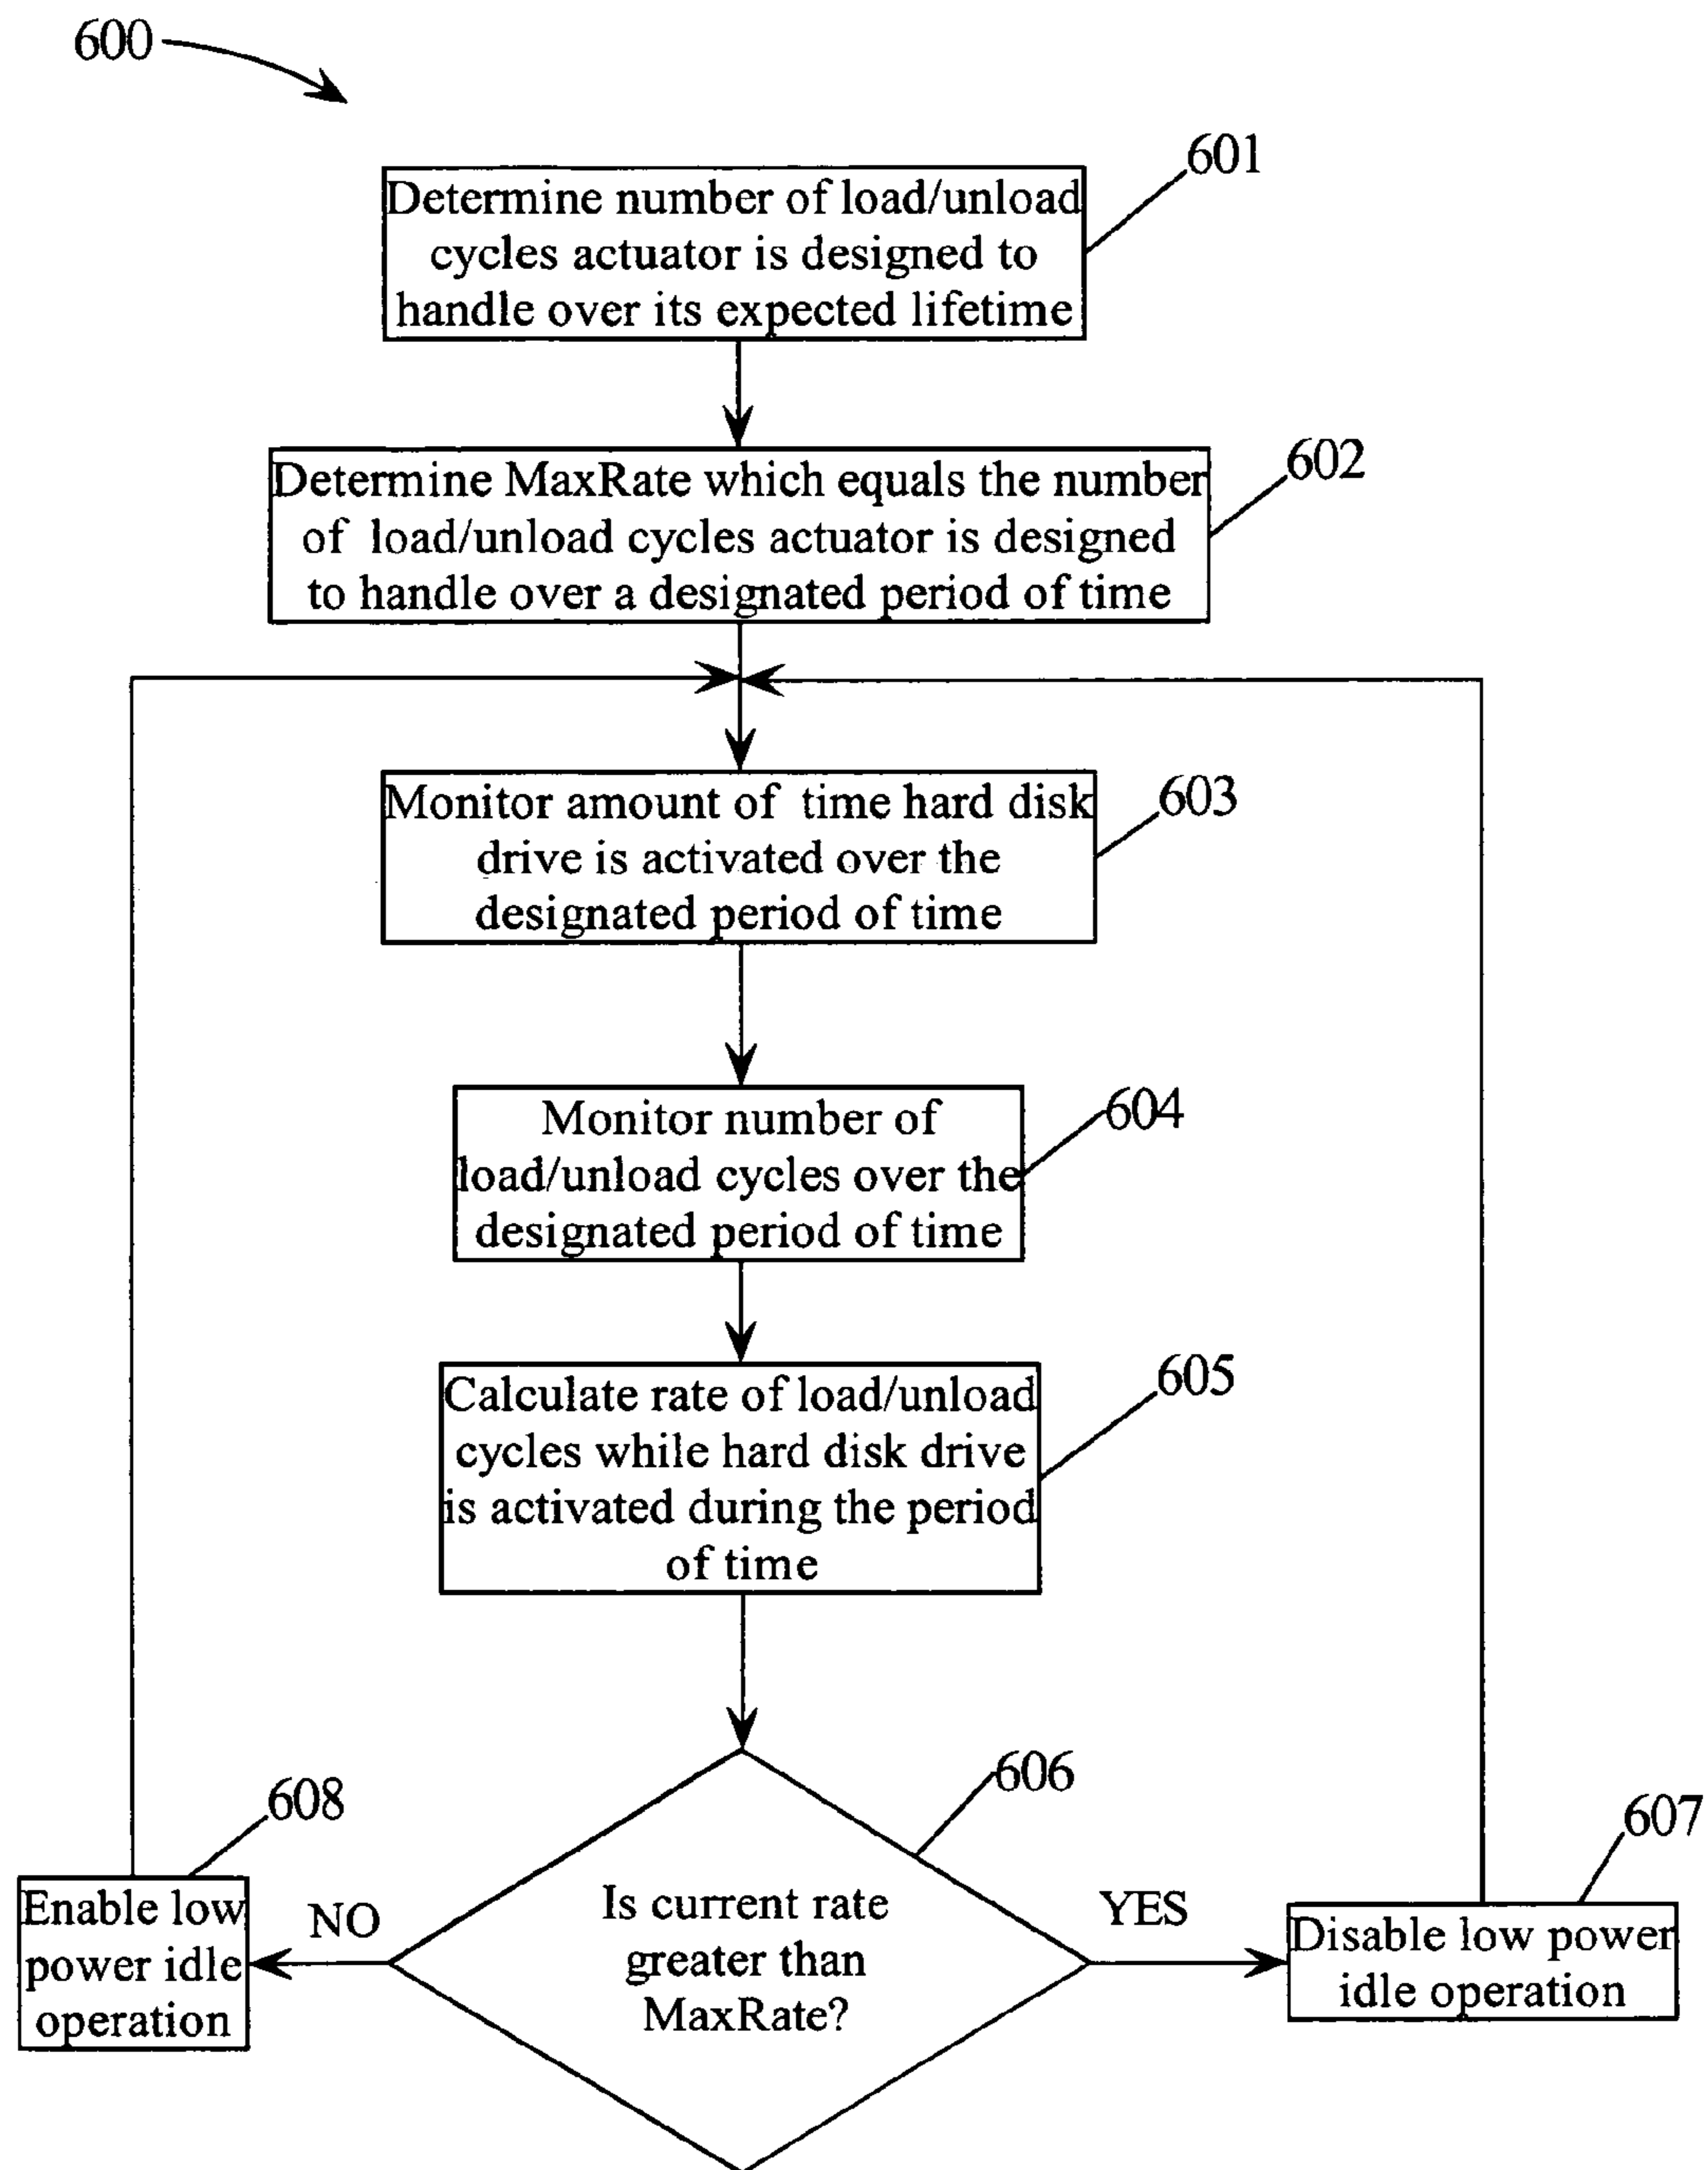 600
601
Determine number of load/unload
cycles actuator is designed to
handle over its expected lifetime
602
Determine MaxRate which equals the number
of load/unload cycles actuator is designed
to handle over a designated period of time
603
Monitor amount of time hard disk
drive is activated over the
designated period of time
604
Monitor number of
load/unload cycles over the
designated period of time
605
Calculate rate of load/unload
cycles while hard disk drive
is activated during the period
of time
606
Is current rate
greater than
MaxRate?
NO
YES
608
Enable low
power idle
operation
607
Disable low power
idle operation